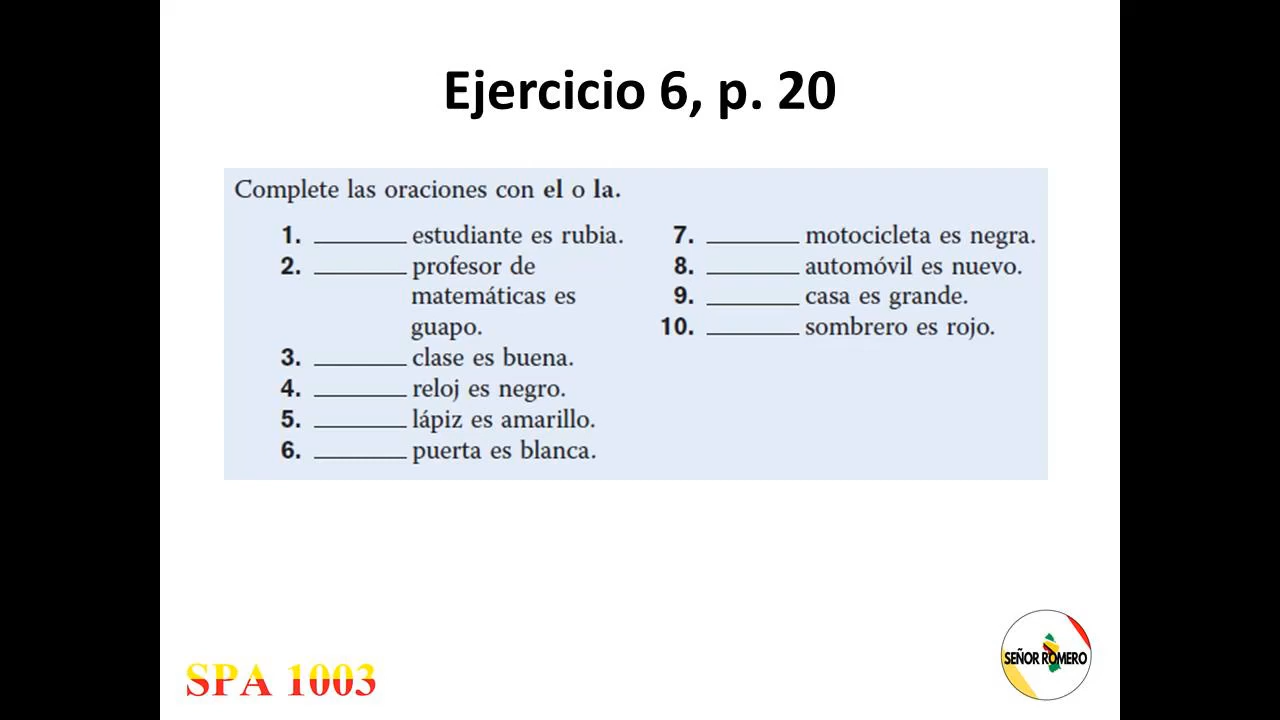 Ejercicio 6, p. 20
Complete las oraciones con el o la.
1. _______ estudiante es rubia.
2. _______ profesor de
matemáticas es
guapo.
3. _______ clase es buena.
4. _______ reloj es negro.
5. _______ lápiz es amarillo.
6. _______ puerta es blanca.
7. _______ motocicleta es negra.
8. _______ automóvil es nuevo.
9. _______ casa es grande.
10. _______ sombrero es rojo.
SPA 1003
SEÑOR ROMERO